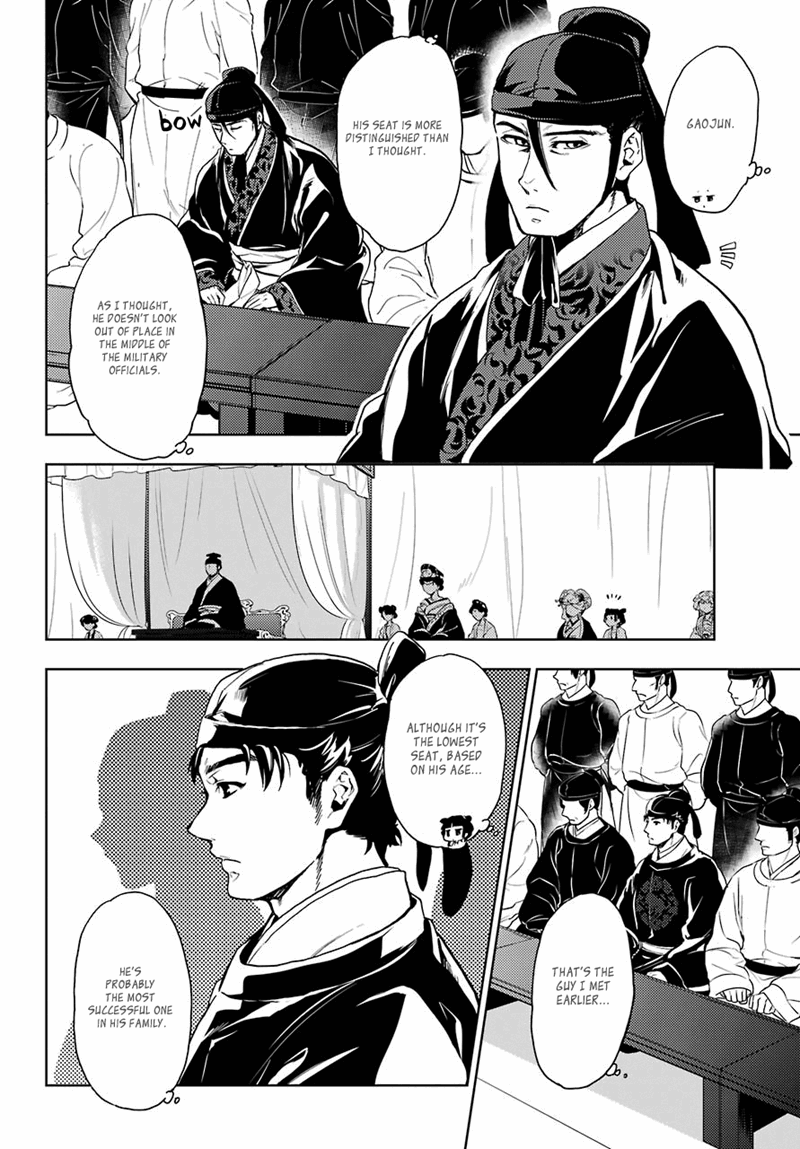 GAOJUN.
HIS SEAT IS MORE
DISTINGUISHED THAN
I THOUGHT.
bow
AS I THOUGHT,
HE DOESN'T LOOK
OUT OF PLACE IN
THE MIDDLE OF
THE MILITARY
OFFICIALS.
THAT'S THE
GUY I MET
EARLIER...
ALTHOUGH IT'S
THE LOWEST
SEAT, BASED
ON HIS AGE...
HE'S
PROBABLY
THE MOST
SUCCESSFUL ONE
IN HIS FAMILY.